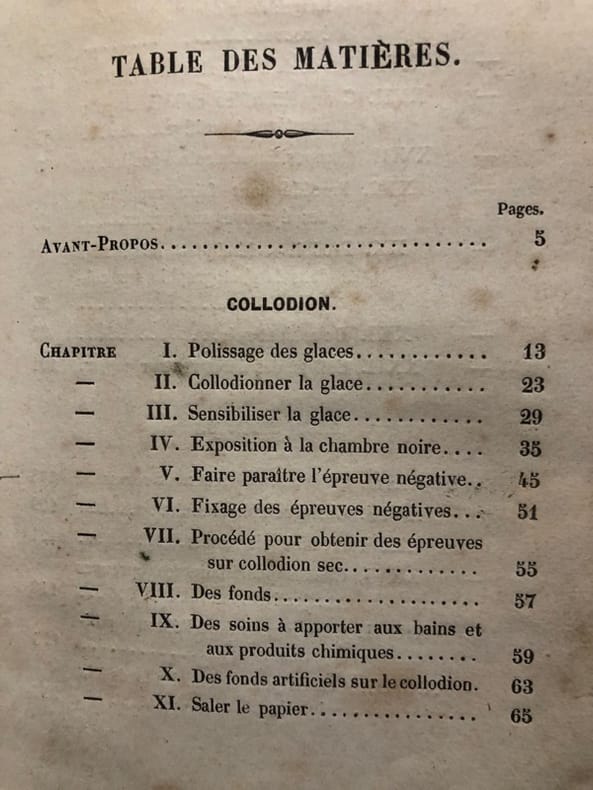 TABLE DES MATIÈRES.
Pages.
AVANT-PROPOS............................... 5
COLLODION.
CHAPITRE I. Polissage des glaces............ 13
— II. Collodionner la glace........... 23
— III. Sensibiliser la glace............ 29
— IV. Exposition à la chambre noire.... 35
— V. Faire paraître l'épreuve négative.. 45
— VI. Fixage des épreuves négatives... 51
— VII. Procédé pour obtenir des épreuves
sur collodion sec............. 55
— VIII. Des fonds.................... 57
— IX. Des soins à apporter aux bains et
aux produits chimiques........ 59
— X. Des fonds artificiels sur le collodion. 63
— XI. Saler le papier................ 65